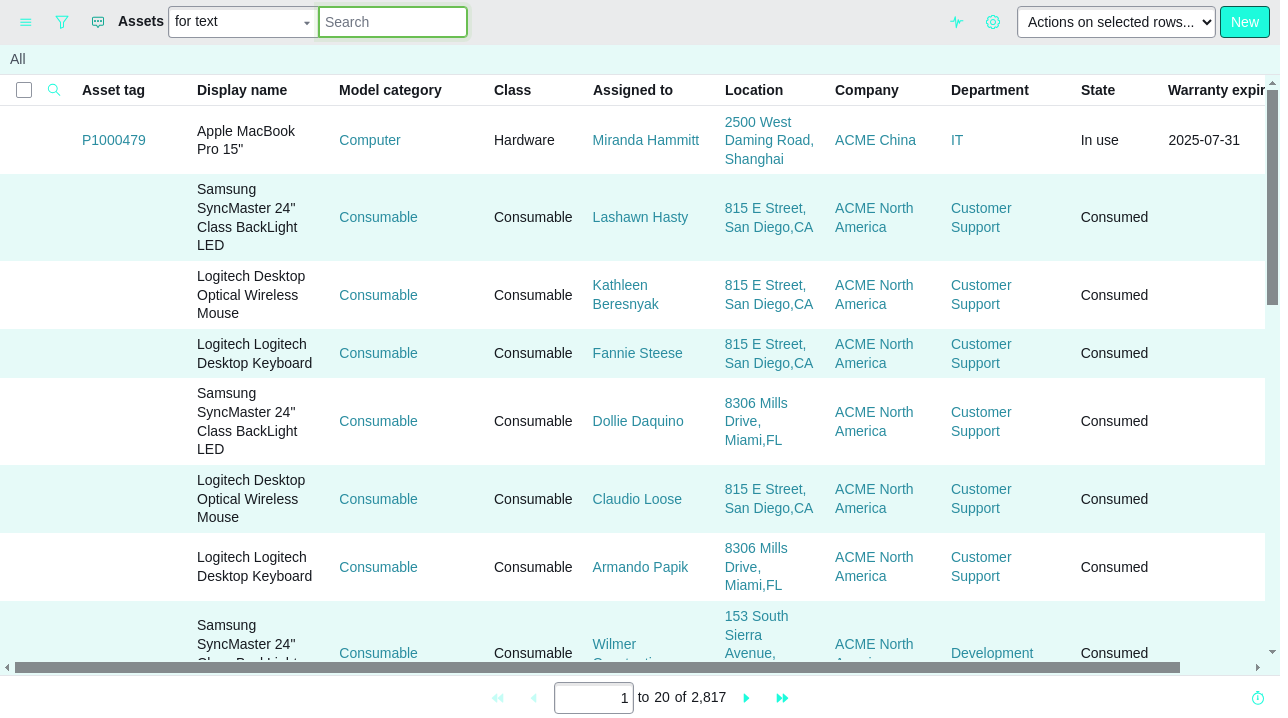 Assets for text Search Actions on selected rows... New
All
Asset tag Display name Model category Class Assigned to Location Company Department State Warranty expir
P1000479 Apple MacBook Pro 15" Computer Hardware Miranda Hammitt 2500 West Daming Road, Shanghai ACME China IT In use 2025-07-31
Samsung SyncMaster 24" Class BackLight LED Consumable Consumable Lashawn Hasty 815 E Street, San Diego,CA ACME North America Customer Support Consumed
Logitech Desktop Optical Wireless Mouse Consumable Consumable Kathleen Beresnyak 815 E Street, San Diego,CA ACME North America Customer Support Consumed
Logitech Logitech Desktop Keyboard Consumable Consumable Fannie Steese 815 E Street, San Diego,CA ACME North America Customer Support Consumed
Samsung SyncMaster 24" Class BackLight LED Consumable Consumable Dollie Daquino 8306 Mills Drive, Miami,FL ACME North America Customer Support Consumed
Logitech Desktop Optical Wireless Mouse Consumable Consumable Claudio Loose 815 E Street, San Diego,CA ACME North America Customer Support Consumed
Logitech Logitech Desktop Keyboard Consumable Consumable Armando Papik 8306 Mills Drive, Miami,FL ACME North America Customer Support Consumed
Samsung SyncMaster 24" Consumable Consumable Wilmer 153 South Sierra Avenue, ACME North Development Consumed
1 to 20 of 2,817